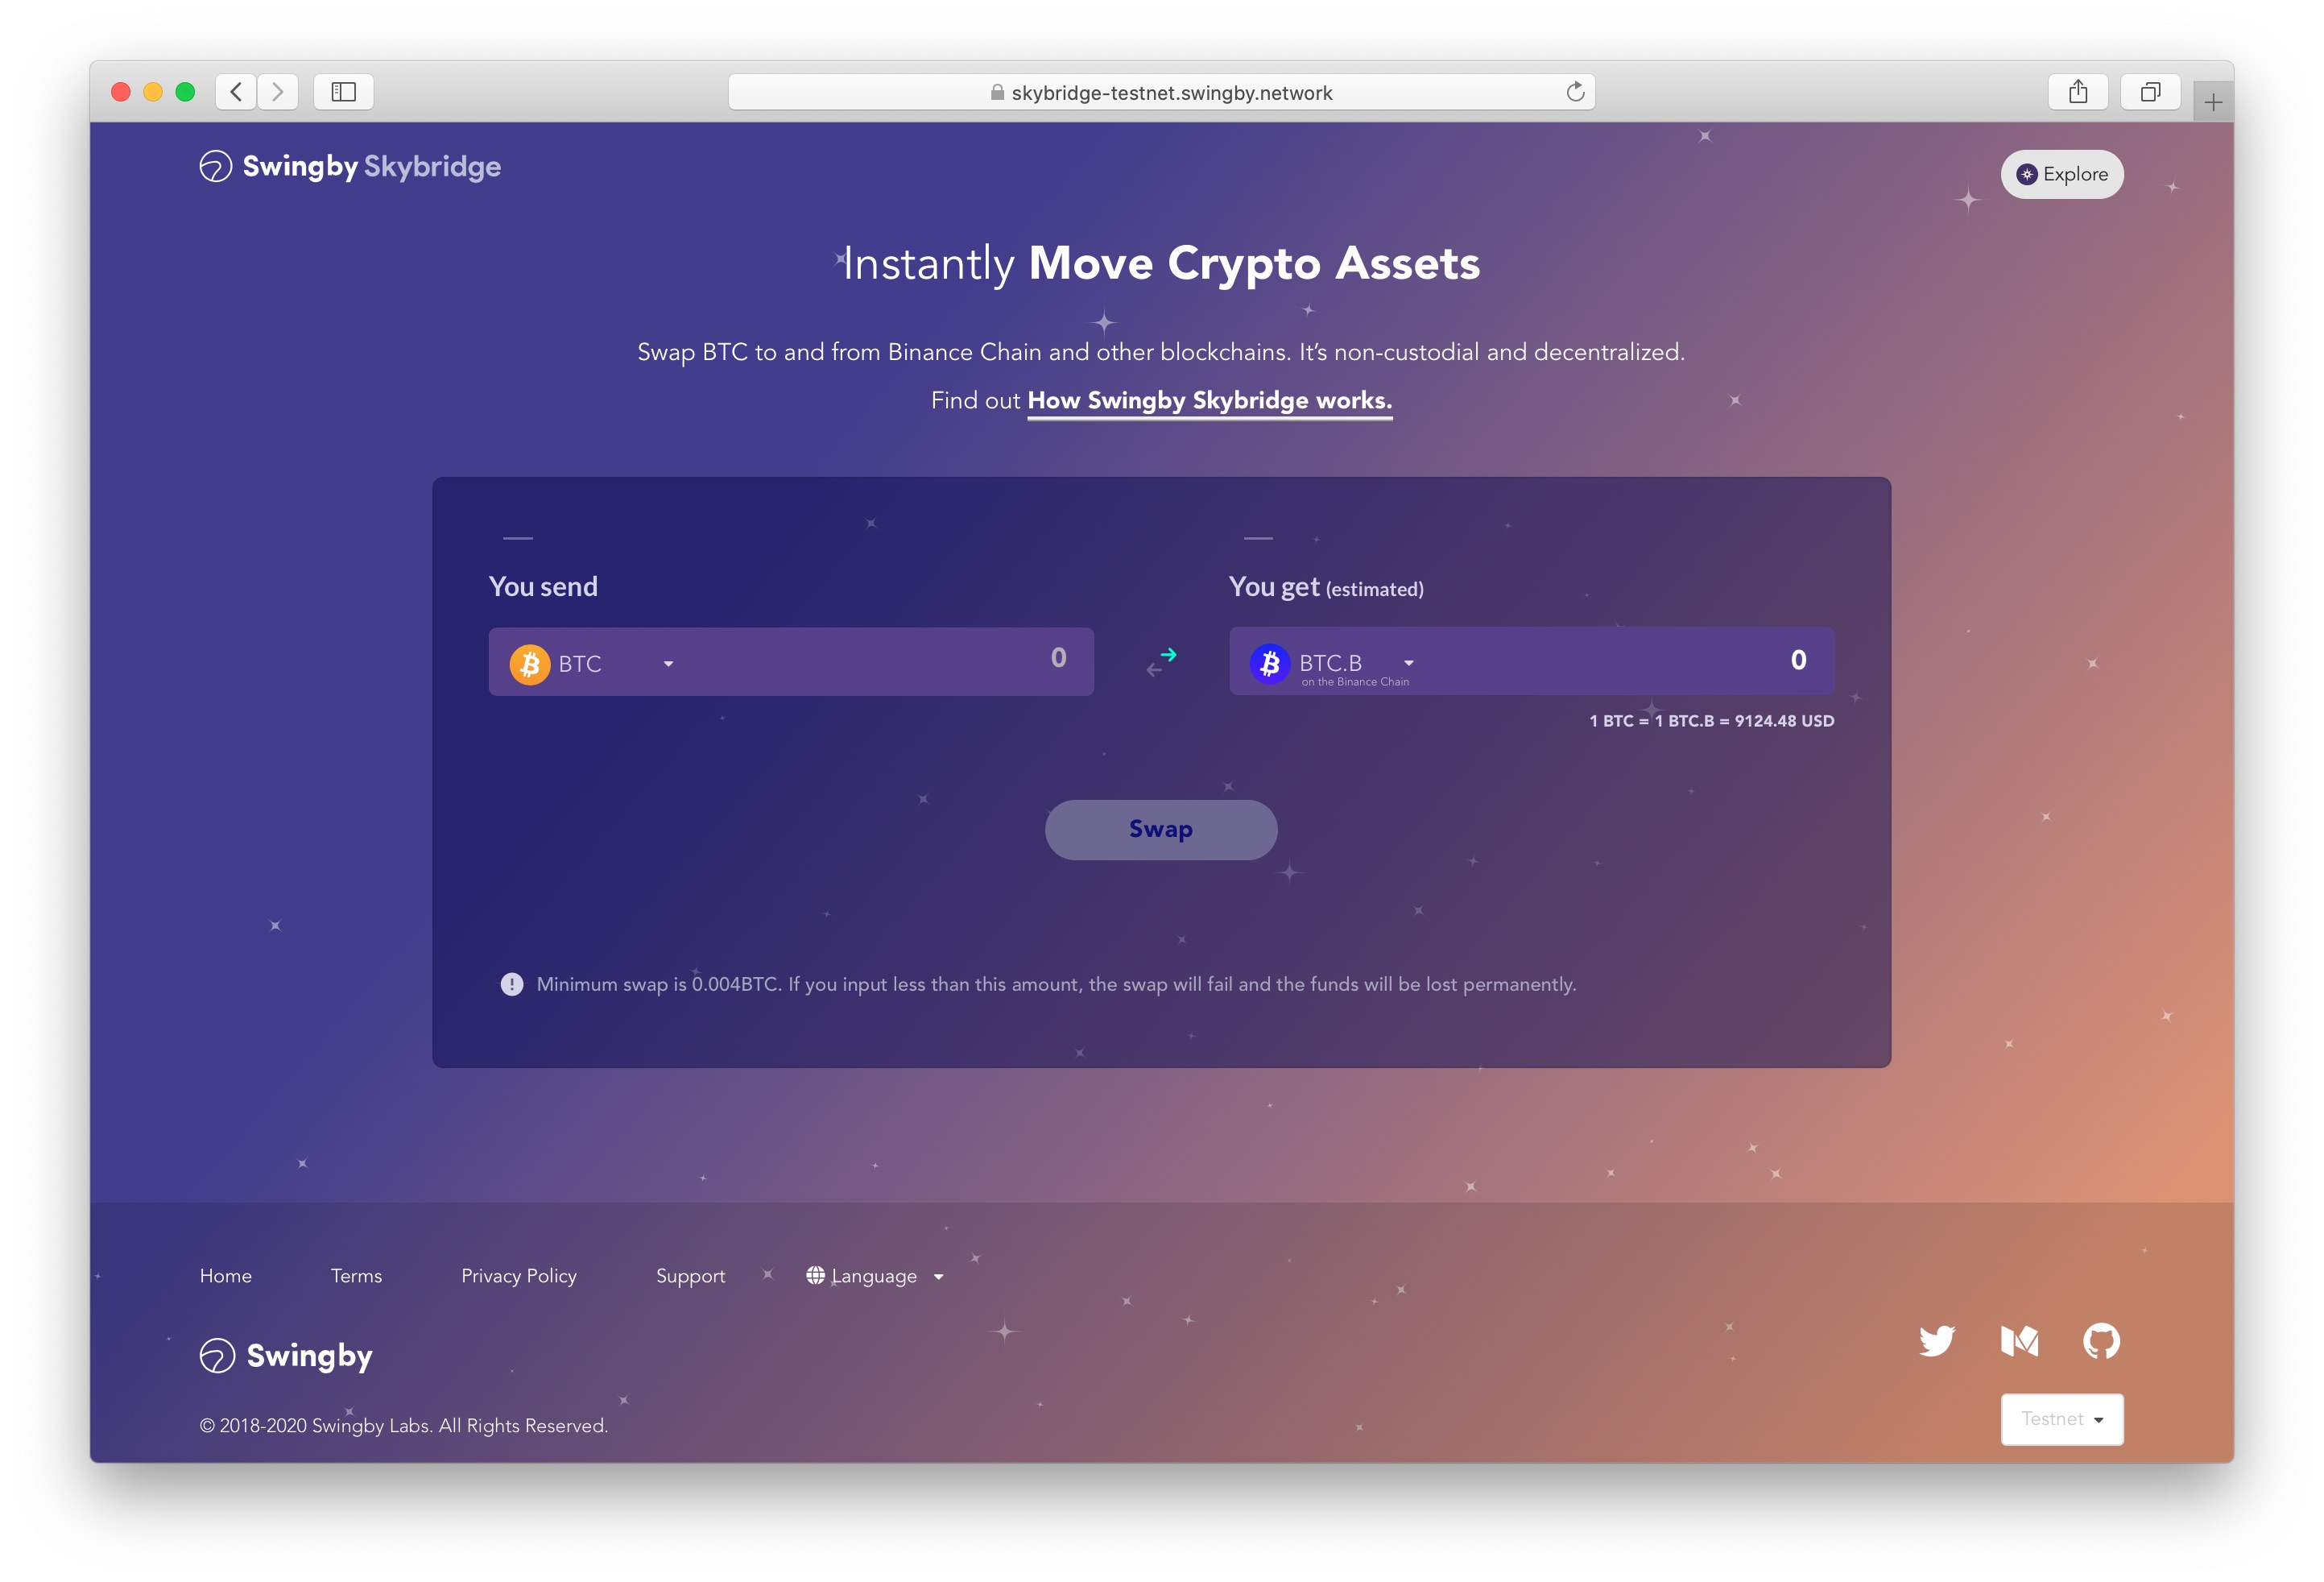 skybridge-testnet.swingby.network
Swingby Skybridge
Explore
Instantly Move Crypto Assets
Swap BTC to and from Binance Chain and other blockchains. It’s non-custodial and decentralized.
Find out How Swingby Skybridge works.
You send
You get (estimated)
BTC
0
BTC.B
on the Binance Chain
0
1 BTC = 1 BTC.B = 9124.48 USD
Swap
Minimum swap is 0.004BTC. If you input less than this amount, the swap will fail and the funds will be lost permanently.
Home
Terms
Privacy Policy
Support
Language
Swingby
© 2018-2020 Swingby Labs. All Rights Reserved.
Testnet